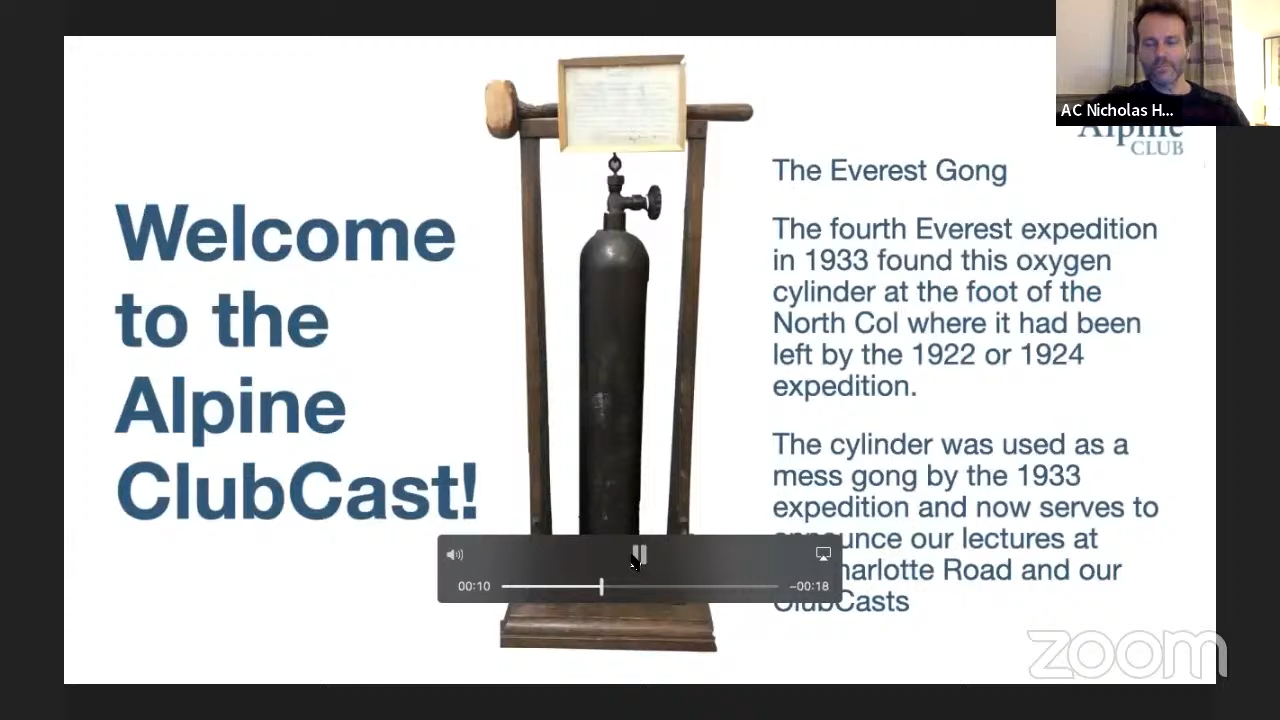 AC Nicholas H...
Alpine
CLUB
Welcome
to the
Alpine
ClubCast!
The Everest Gong
The fourth Everest expedition
in 1933 found this oxygen
cylinder at the foot of the
North Col where it had been
left by the 1922 or 1924
expedition.
The cylinder was used as a
mess gong by the 1933
expedition and now serves to
announce our lectures at
Charlotte Road and our
ClubCasts
00:10
-00:18
zoom